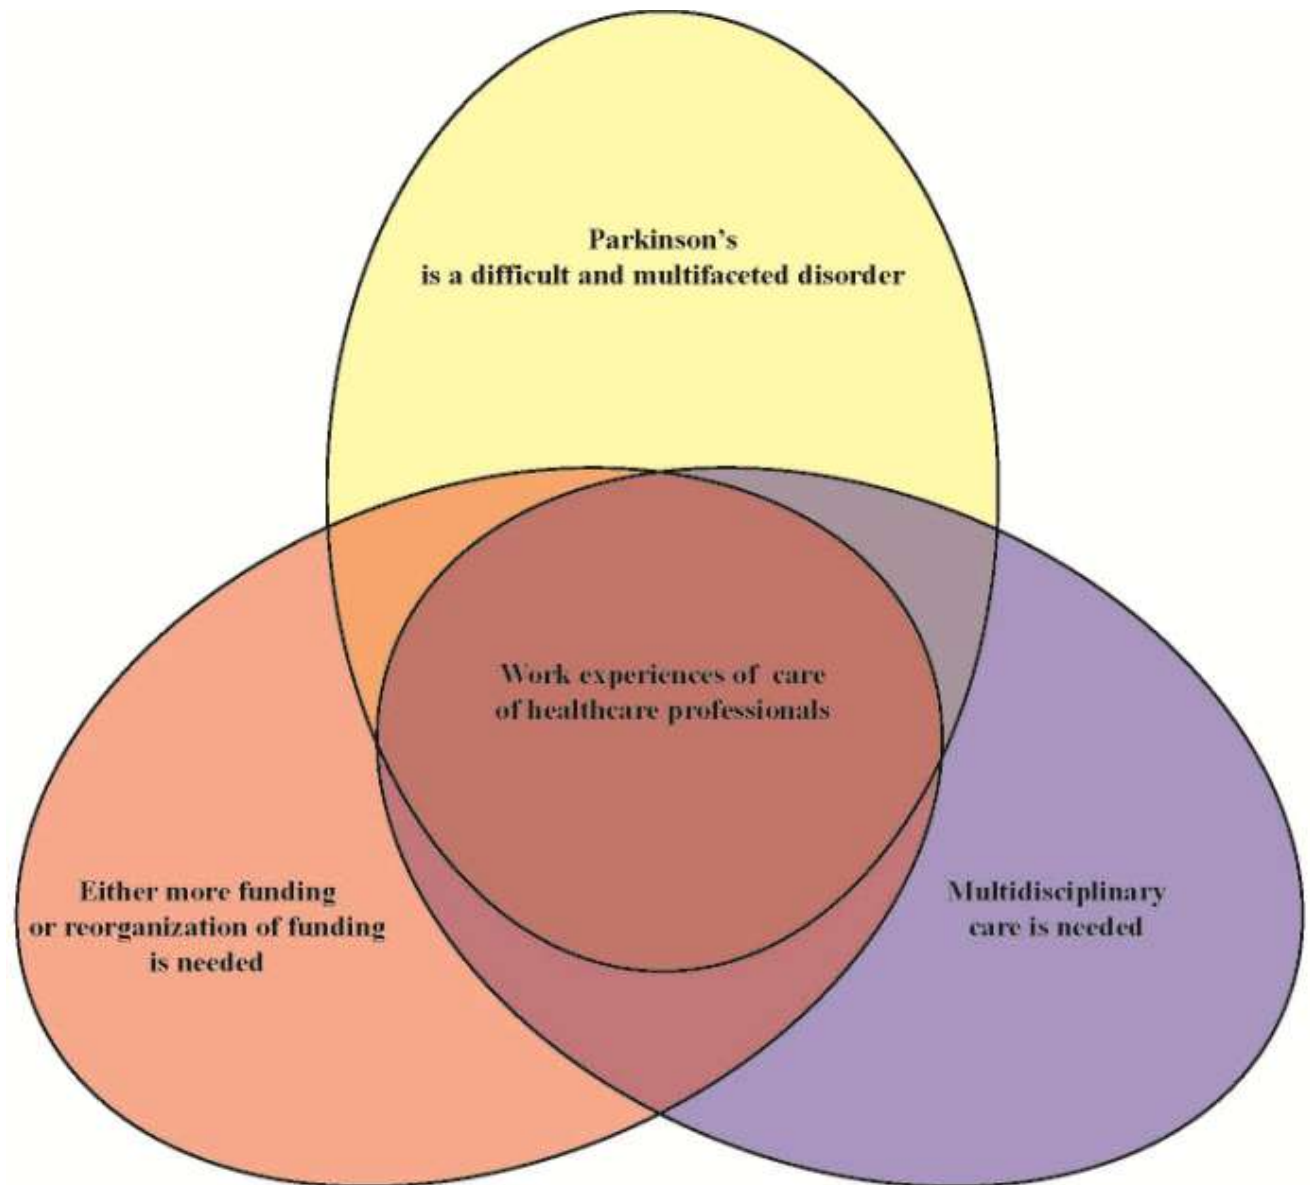 Parkinson's
is a difficult and multifaceted disorder
Work experiences of care
of healthcare professionals
Either more funding
or reorganization of funding
is needed
Multidisciplinary
care is needed